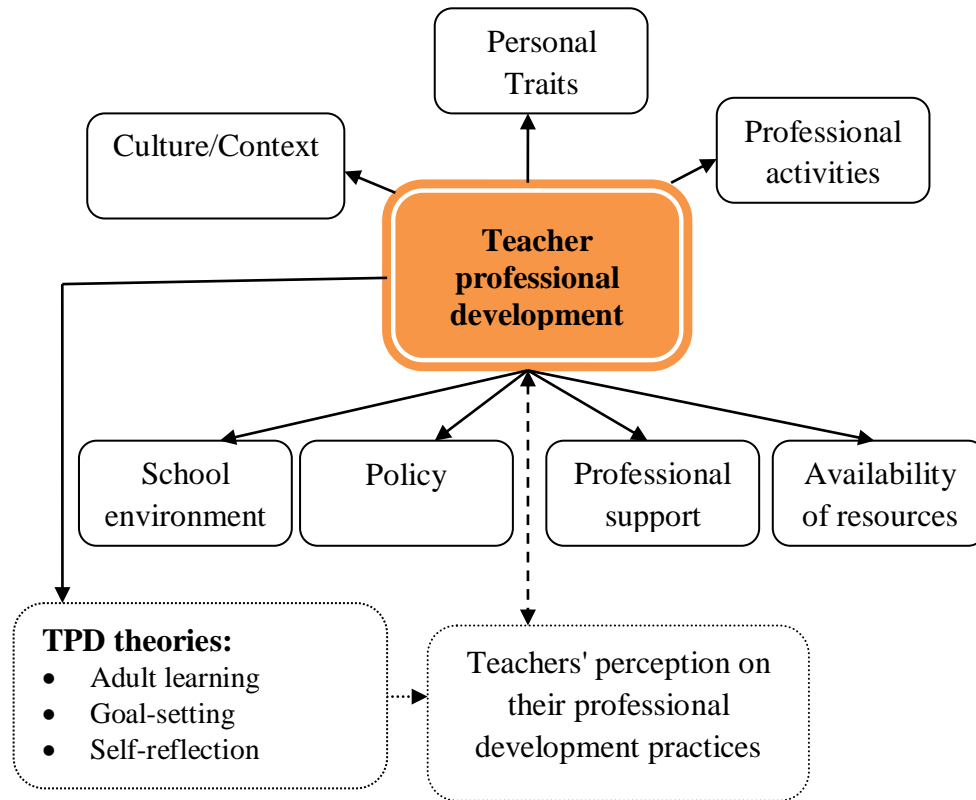 Personal
Traits
Culture/Context
Professional
activities
Teacher
professional
development
School
environment
Policy
Professional
support
Availability
of resources
TPD theories:
• Adult learning
• Goal-setting
• Self-reflection
Teachers' perception on
their professional
development practices